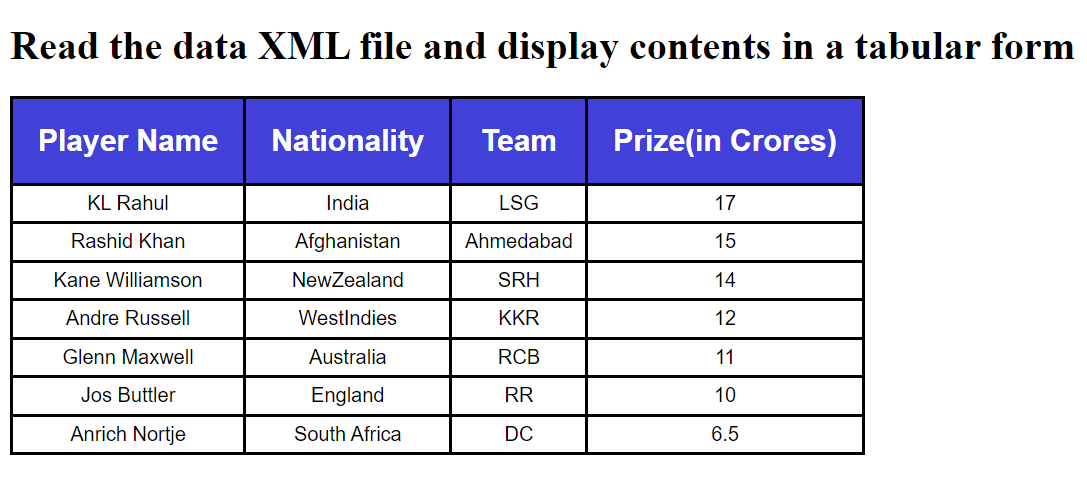 Read the data XML file and display contents in a tabular form
Player Name Nationality Team Prize(in Crores)
KL Rahul India LSG 17
Rashid Khan Afghanistan Ahmedabad 15
Kane Williamson NewZealand SRH 14
Andre Russell WestIndies KKR 12
Glenn Maxwell Australia RCB 11
Jos Buttler England RR 10
Anrich Nortje South Africa DC 6.5